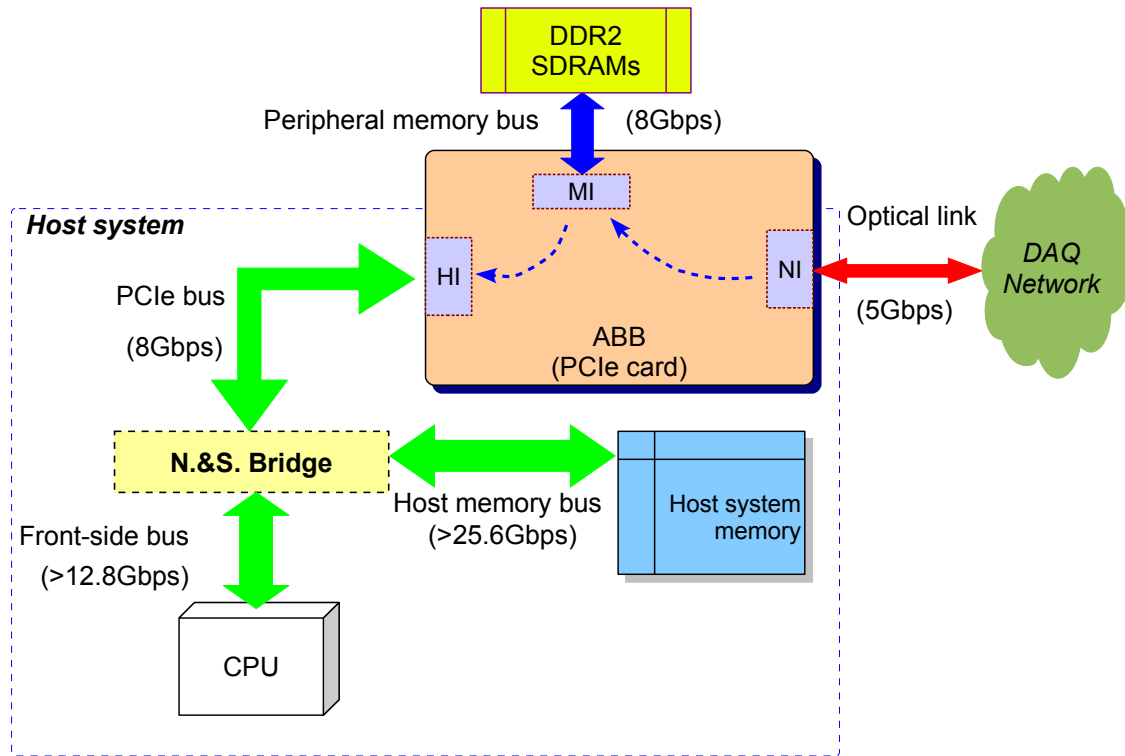 DDR2
SDRAMs
Peripheral memory bus
(8Gbps)
MI
Host system
Optical link
DAQ
Network
HI
NI
PCIe bus
(8Gbps)
(5Gbps)
ABB
(PCIe card)
N.&S. Bridge
Host memory bus
(>25.6Gbps)
Host system
memory
Front-side bus
(>12.8Gbps)
CPU